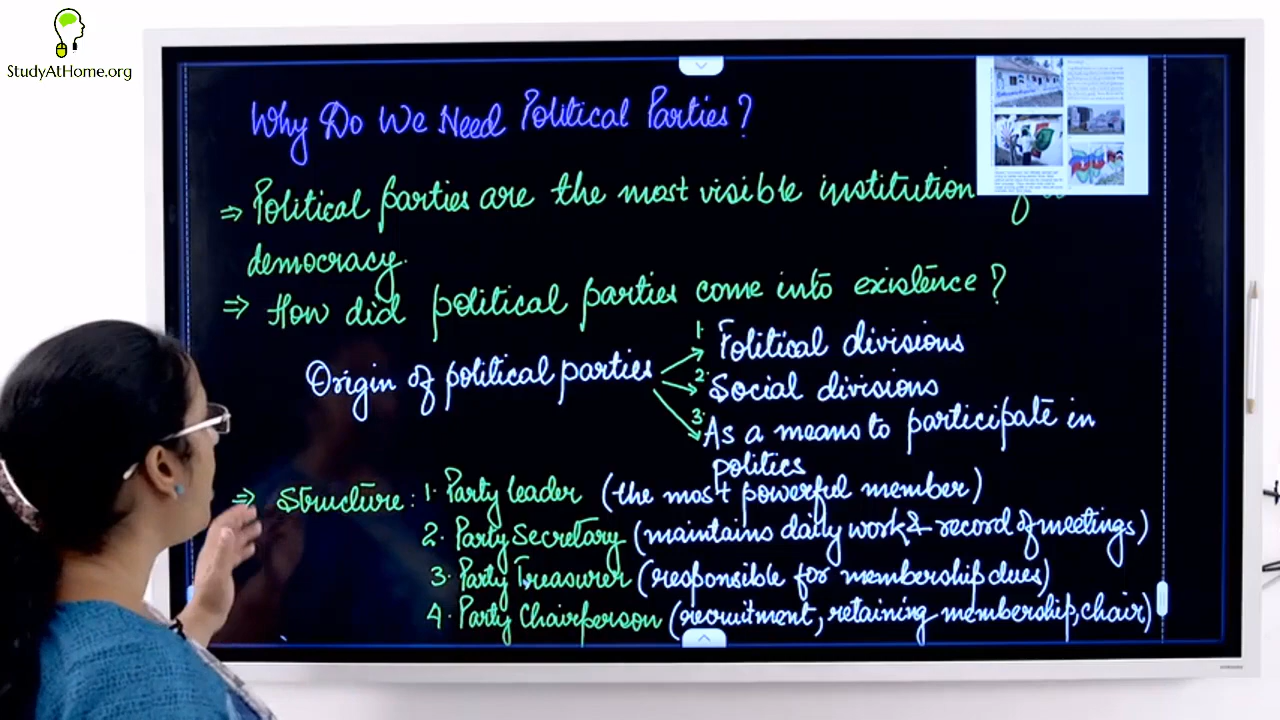 StudyAtHome.org
Why Do We Need Political Parties?
⇒ Political parties are the most visible institution
democracy.
⇒ How did political parties come into existence?
Origin of political parties
1. Political divisions
2. Social divisions
3. As a means to participate in
politics
⇒ Structure: 1. Party leader (the most powerful member)
2. Party Secretary (maintains daily work & record of meetings)
3. Party Treasurer (responsible for membership dues)
4. Party Chairperson (recruitment, retaining membership, chair)
SAMSUNG